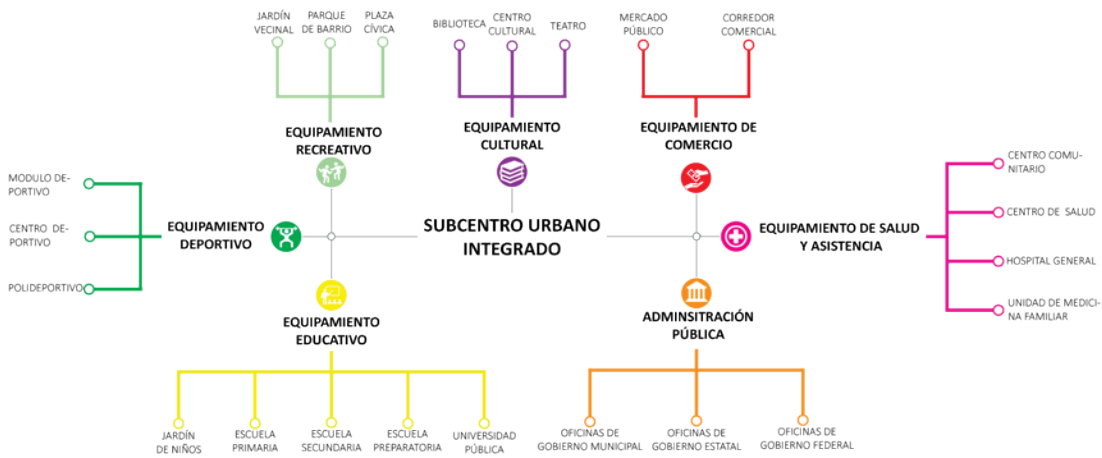 JARDÍN
VECINAL
PARQUE
DE BARRIO
PLAZA
CÍVICA
BIBLIOTECA
CENTRO
CULTURAL
TEATRO
MERCADO
PÚBLICO
CORREDOR
COMERCIAL
EQUIPAMIENTO
RECREATIVO
EQUIPAMIENTO
CULTURAL
EQUIPAMIENTO DE
COMERCIO
MODULO DE-
PORTIVO
CENTRO DE-
PORTIVO
POLIDEPORTIVO
EQUIPAMIENTO
DEPORTIVO
SUBCENTRO URBANO
INTEGRADO
EQUIPAMIENTO DE SALUD
Y ASISTENCIA
CENTRO COMU-
NITARIO
CENTRO DE SALUD
HOSPITAL GENERAL
UNIDAD DE MEDICI-
NA FAMILIAR
EQUIPAMIENTO
EDUCATIVO
ADMINSITRACIÓN
PÚBLICA
JARDÍN
DE NIÑOS
ESCUELA
PRIMARIA
ESCUELA
SECUNDARIA
ESCUELA
PREPARATORIA
UNIVERSIDAD
PÚBLICA
OFICINAS DE
GOBIERNO MUNICIPAL
OFICINAS DE
GOBIERNO ESTATAL
OFICINAS DE
GOBIERNO FEDERAL